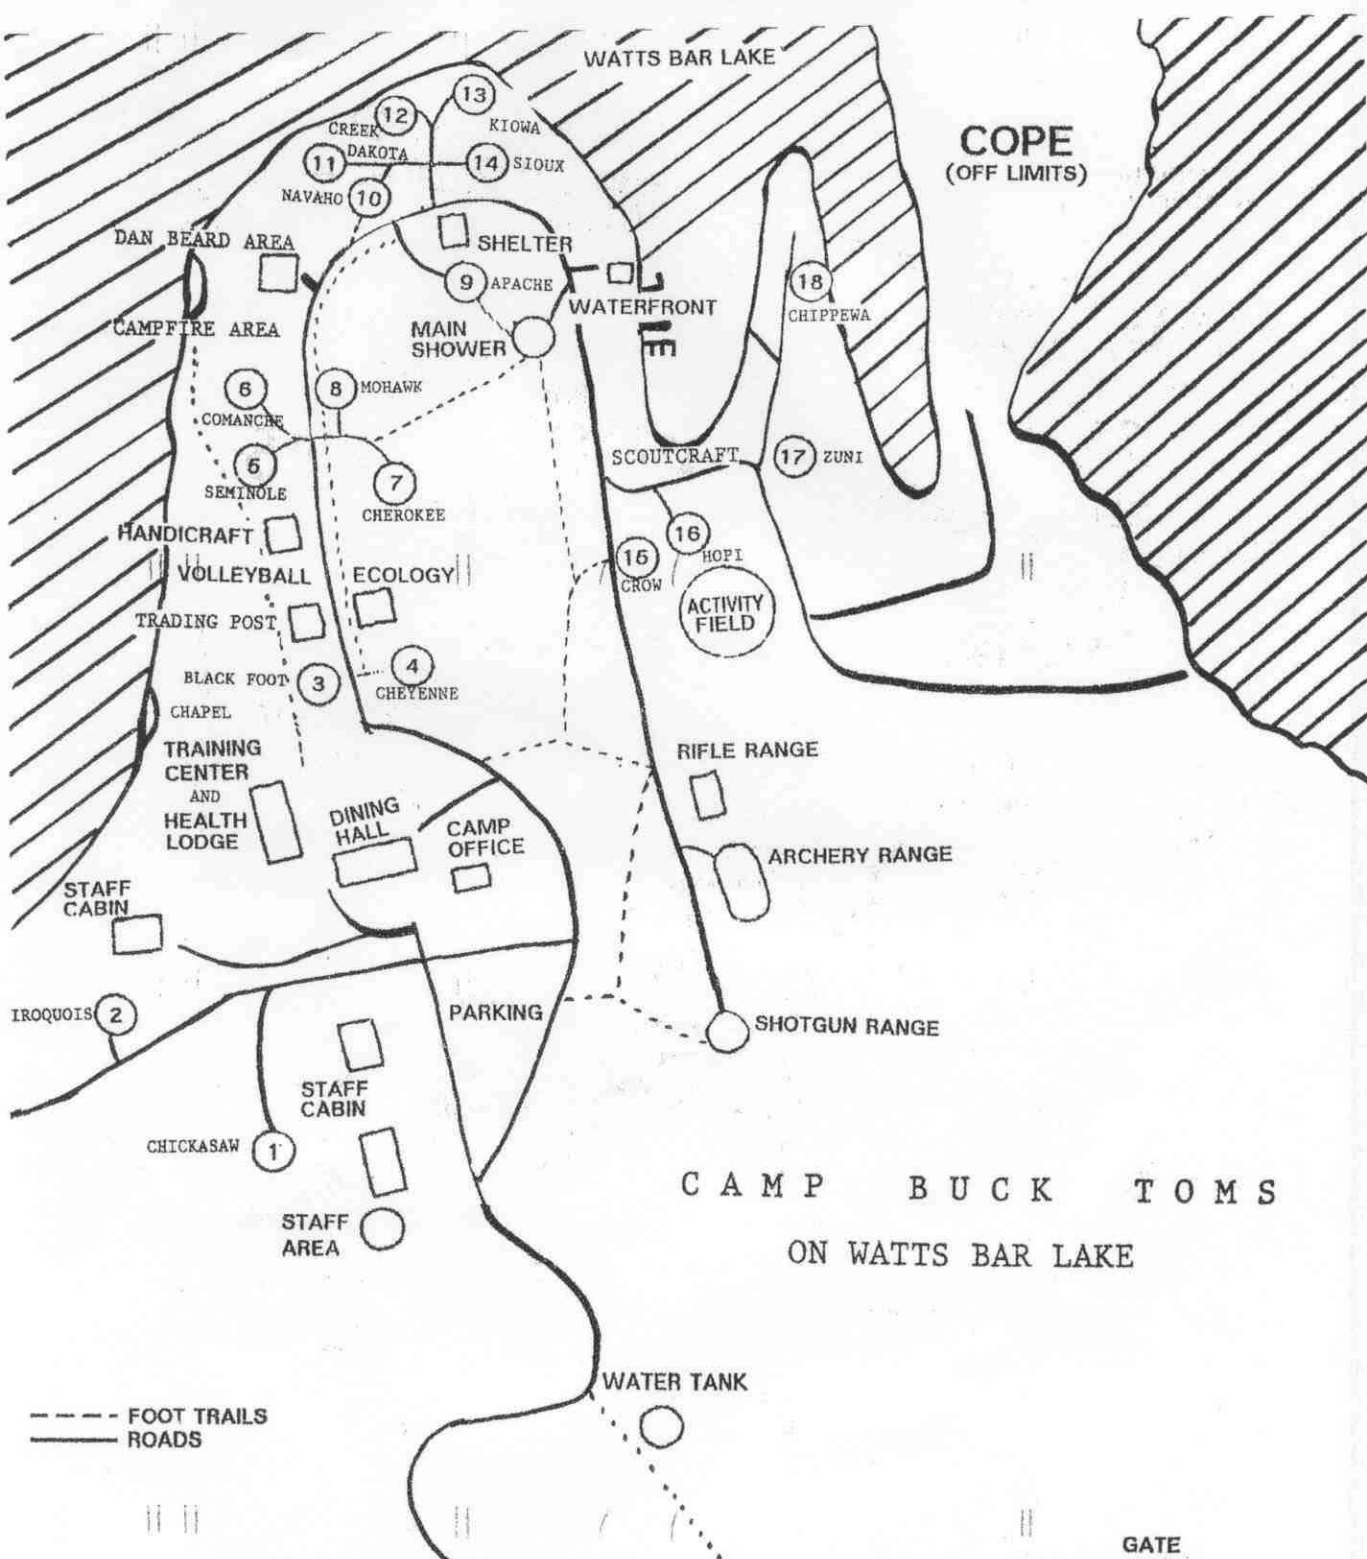 WATTS BAR LAKE
COPE
(OFF LIMITS)
13
12
CREEK
KIOWA
11
DAKOTA
14
SIOUX
NAVAHO
10
DAN BEARD AREA
SHELTER
9
APACHE
18
CHIPPEWA
WATERFRONT
CAMPFIRE AREA
MAIN
SHOWER
6
COMANCHE
8
MOHAWK
5
SEMINOLE
7
CHEROKEE
SCOUTCRAFT
17
ZUNI
HANDICRAFT
16
HOPI
15
CROW
VOLLEYBALL
ECOLOGY
TRADING POST
ACTIVITY
FIELD
BLACK FOOT
3
4
CHEYENNE
CHAPEL
TRAINING
CENTER
AND
HEALTH
LODGE
RIFLE RANGE
DINING
HALL
CAMP
OFFICE
ARCHERY RANGE
STAFF
CABIN
IROQUOIS
2
PARKING
SHOTGUN RANGE
STAFF
CABIN
CHICKASAW
1
STAFF
AREA
CAMP BUCK TOMS
ON WATTS BAR LAKE
WATER TANK
FOOT TRAILS
ROADS
GATE